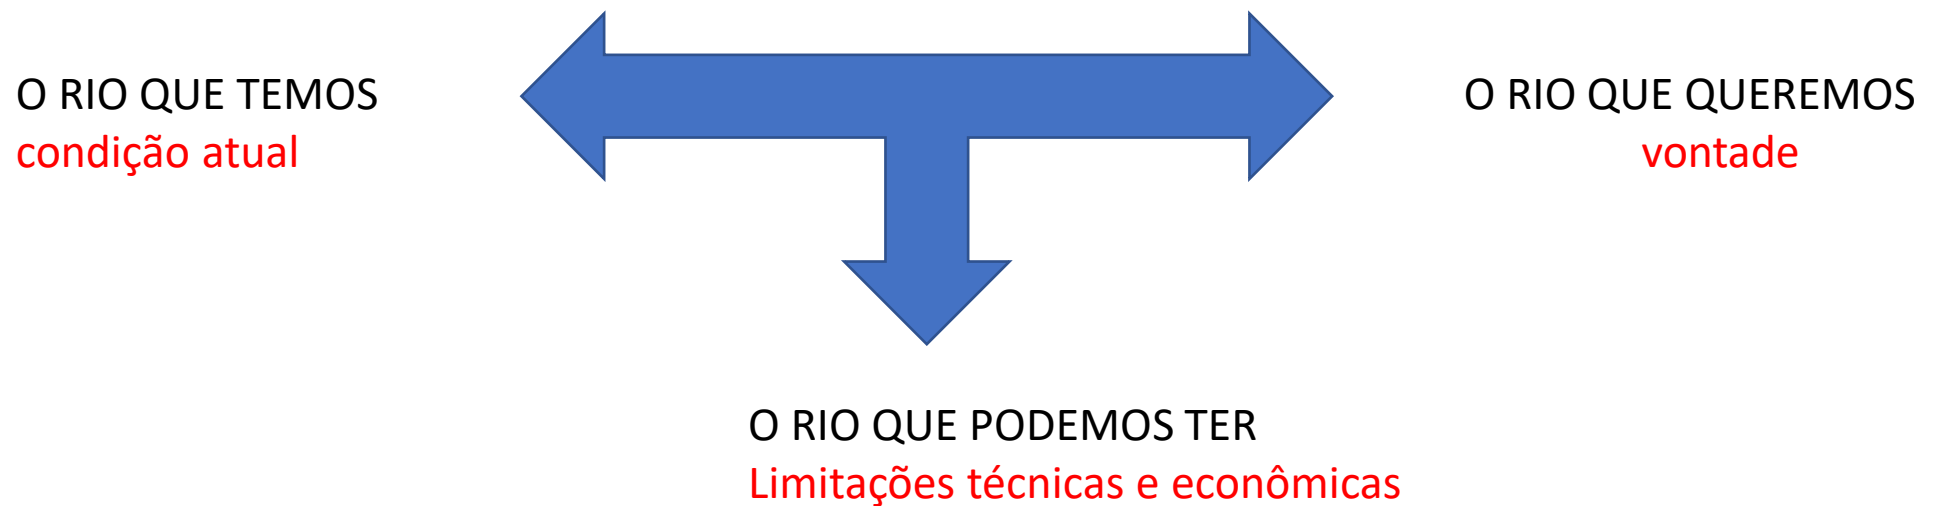 O RIO QUE TEMOS
condição atual
O RIO QUE QUEREMOS
vontade
O RIO QUE PODEMOS TER
Limitações técnicas e econômicas